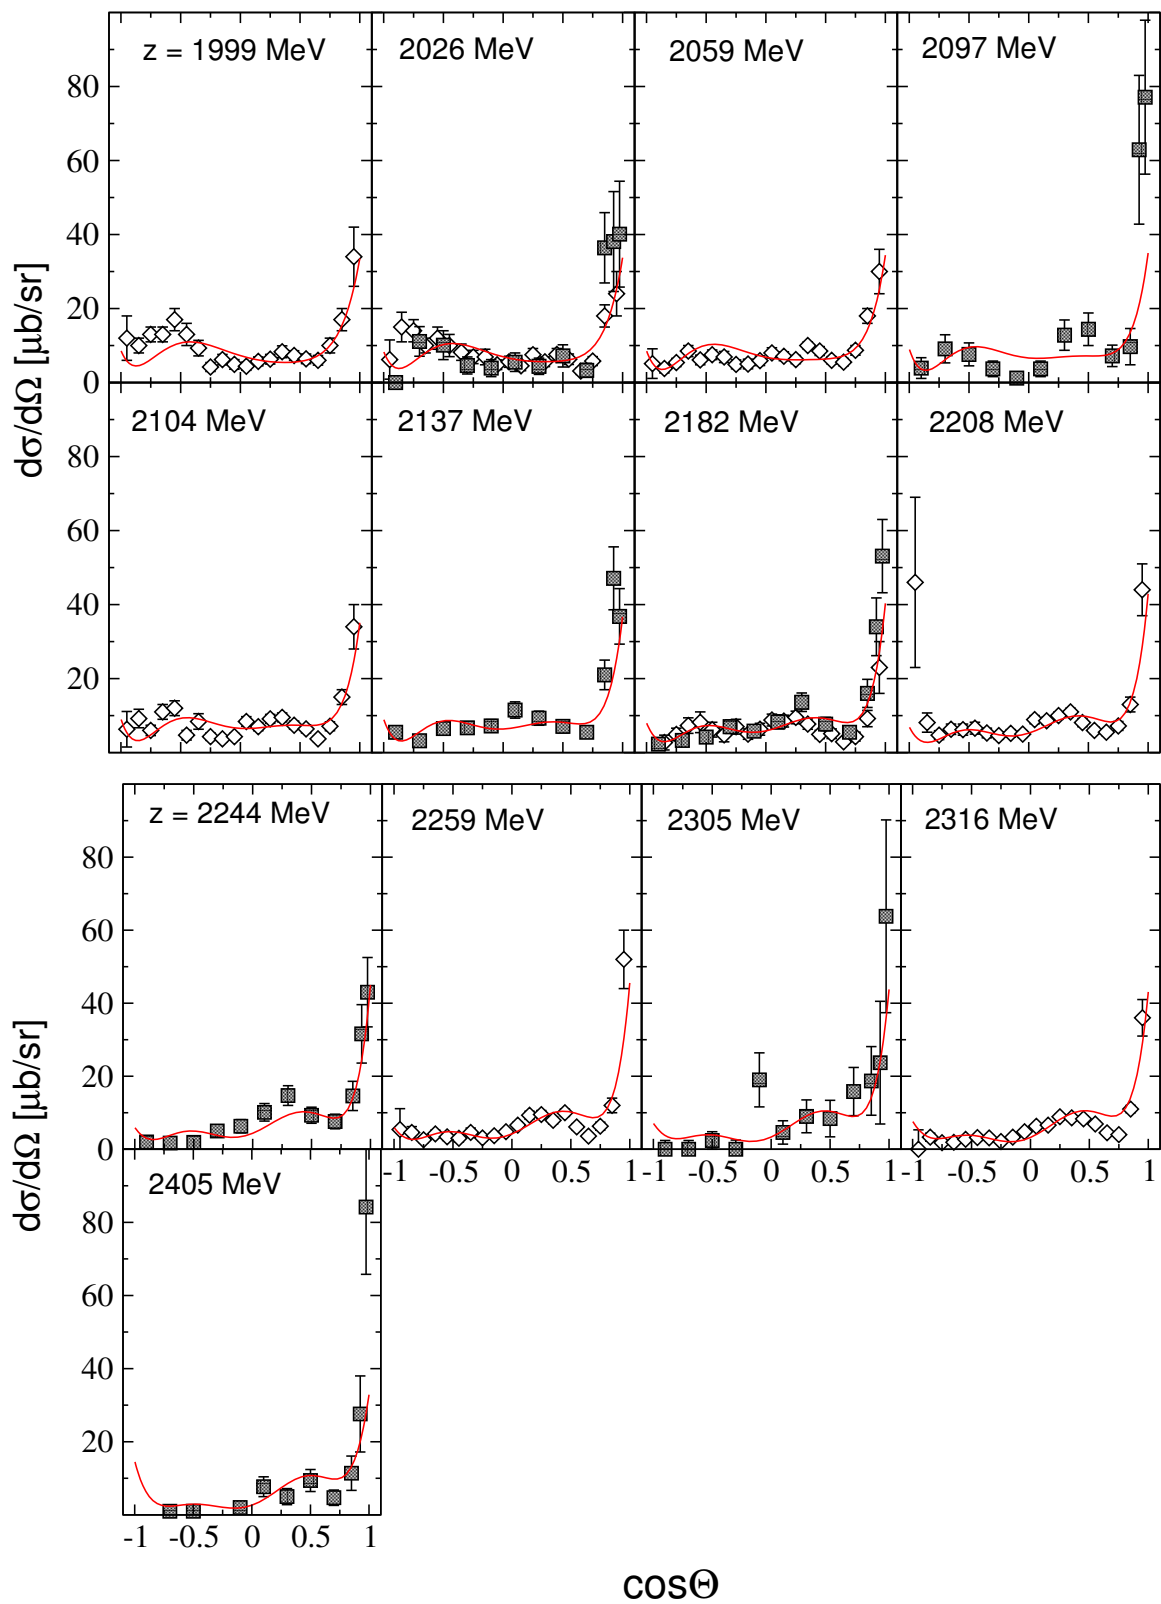 z = 1999 MeV 2026 MeV 2059 MeV 2097 MeV
80
60
40
20
0
dσ/dΩ [μb/sr]
2104 MeV 2137 MeV 2182 MeV 2208 MeV
80
60
40
20
z = 2244 MeV 2259 MeV 2305 MeV 2316 MeV
80
60
40
20
0
-1 -0.5 0 0.5 1 -1 -0.5 0 0.5 1 -1 -0.5 0 0.5 1
dσ/dΩ [μb/sr]
2405 MeV
80
60
40
20
-1 -0.5 0 0.5 1
cosΘ